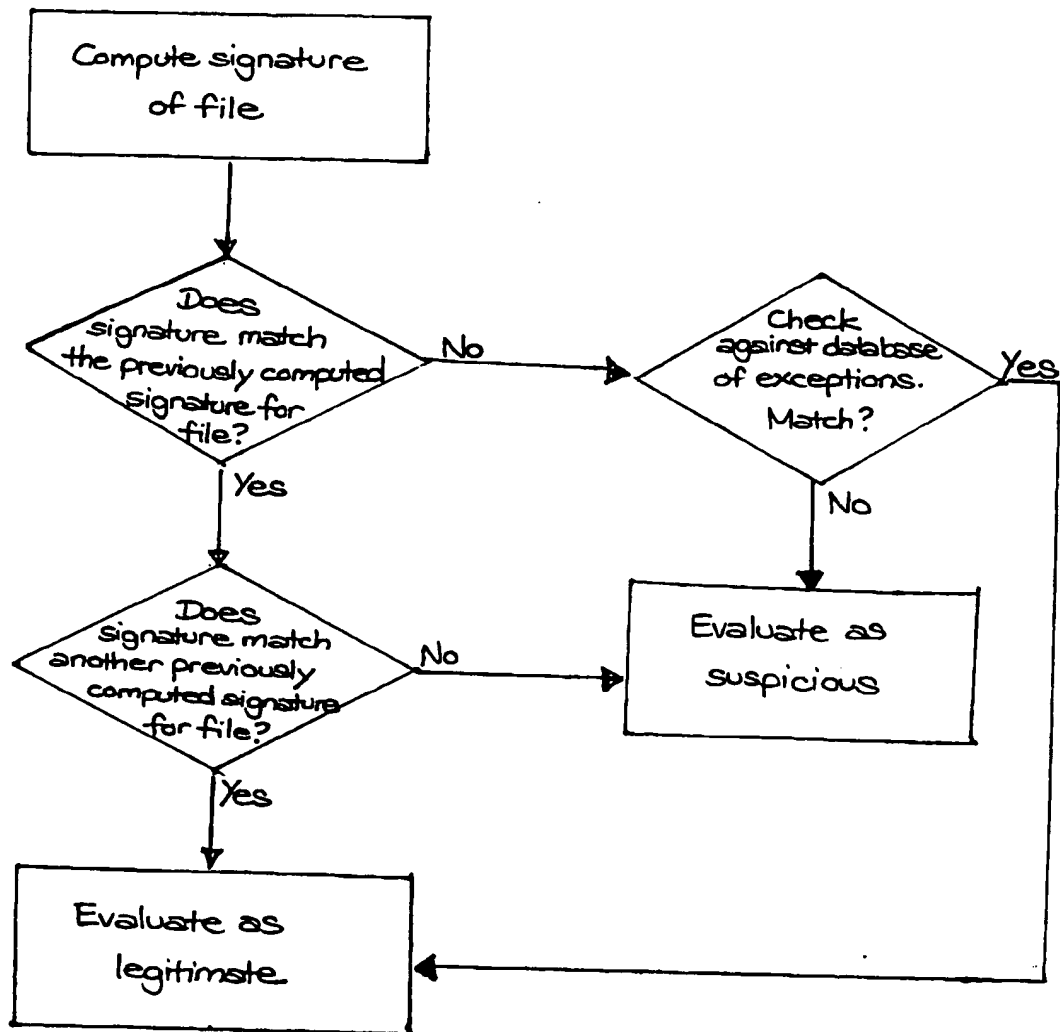 Compute signature
of file
Does
signature match
the previously computed
signature for
file?
No
Yes
Check
against database
of exceptions.
Match?
Yes
No
Does
signature match
another previously
computed signature
for file?
No
Yes
Evaluate as
suspicious
Evaluate as
legitimate